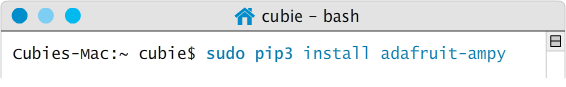 cubie – bash
Cubies-Mac:~ cubie$ sudo pip3 install adafruit-ampy